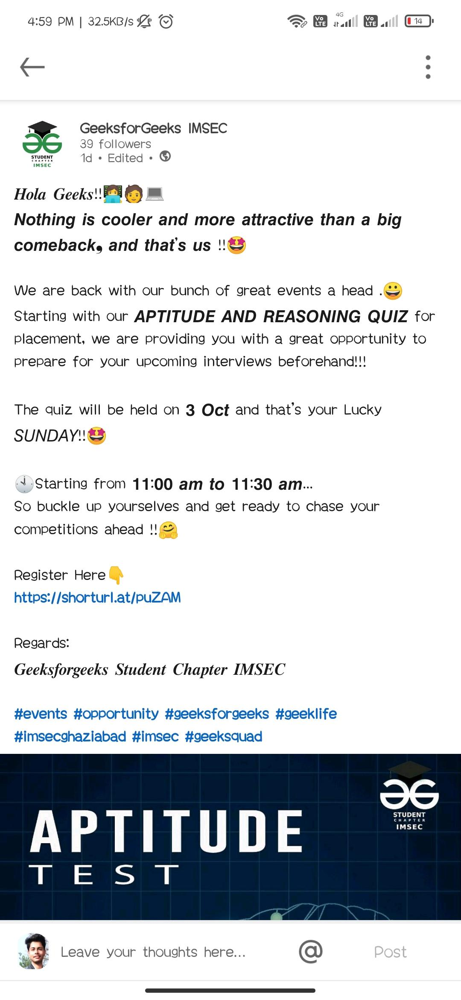 4:59 PM | 32.5KB/s
Vo LTE 4G Vo LTE 14
GeeksforGeeks IMSEC
39 followers
1d • Edited •
STUDENT
CHAPTER
IMSEC
Hola Geeks!!👩‍💻🧑💻
Nothing is cooler and more attractive than a big
comeback, and that's us !!🤩
We are back with our bunch of great events a head .😀
Starting with our APTITUDE AND REASONING QUIZ for
placement, we are providing you with a great opportunity to
prepare for your upcoming interviews beforehand!!!
The quiz will be held on 3 Oct and that's your Lucky
SUNDAY!!🤩
🕙Starting from 11:00 am to 11:30 am...
So buckle up yourselves and get ready to chase your
competitions ahead !!🤗
Register Here👇
https://shorturl.at/puZAM
Regards:
Geeksforgeeks Student Chapter IMSEC
#events #opportunity #geeksforgeeks #geeklife
#imsecghaziabad #imsec #geeksquad
STUDENT
CHAPTER
IMSEC
APTITUDE
TEST
Leave your thoughts here... @ Post